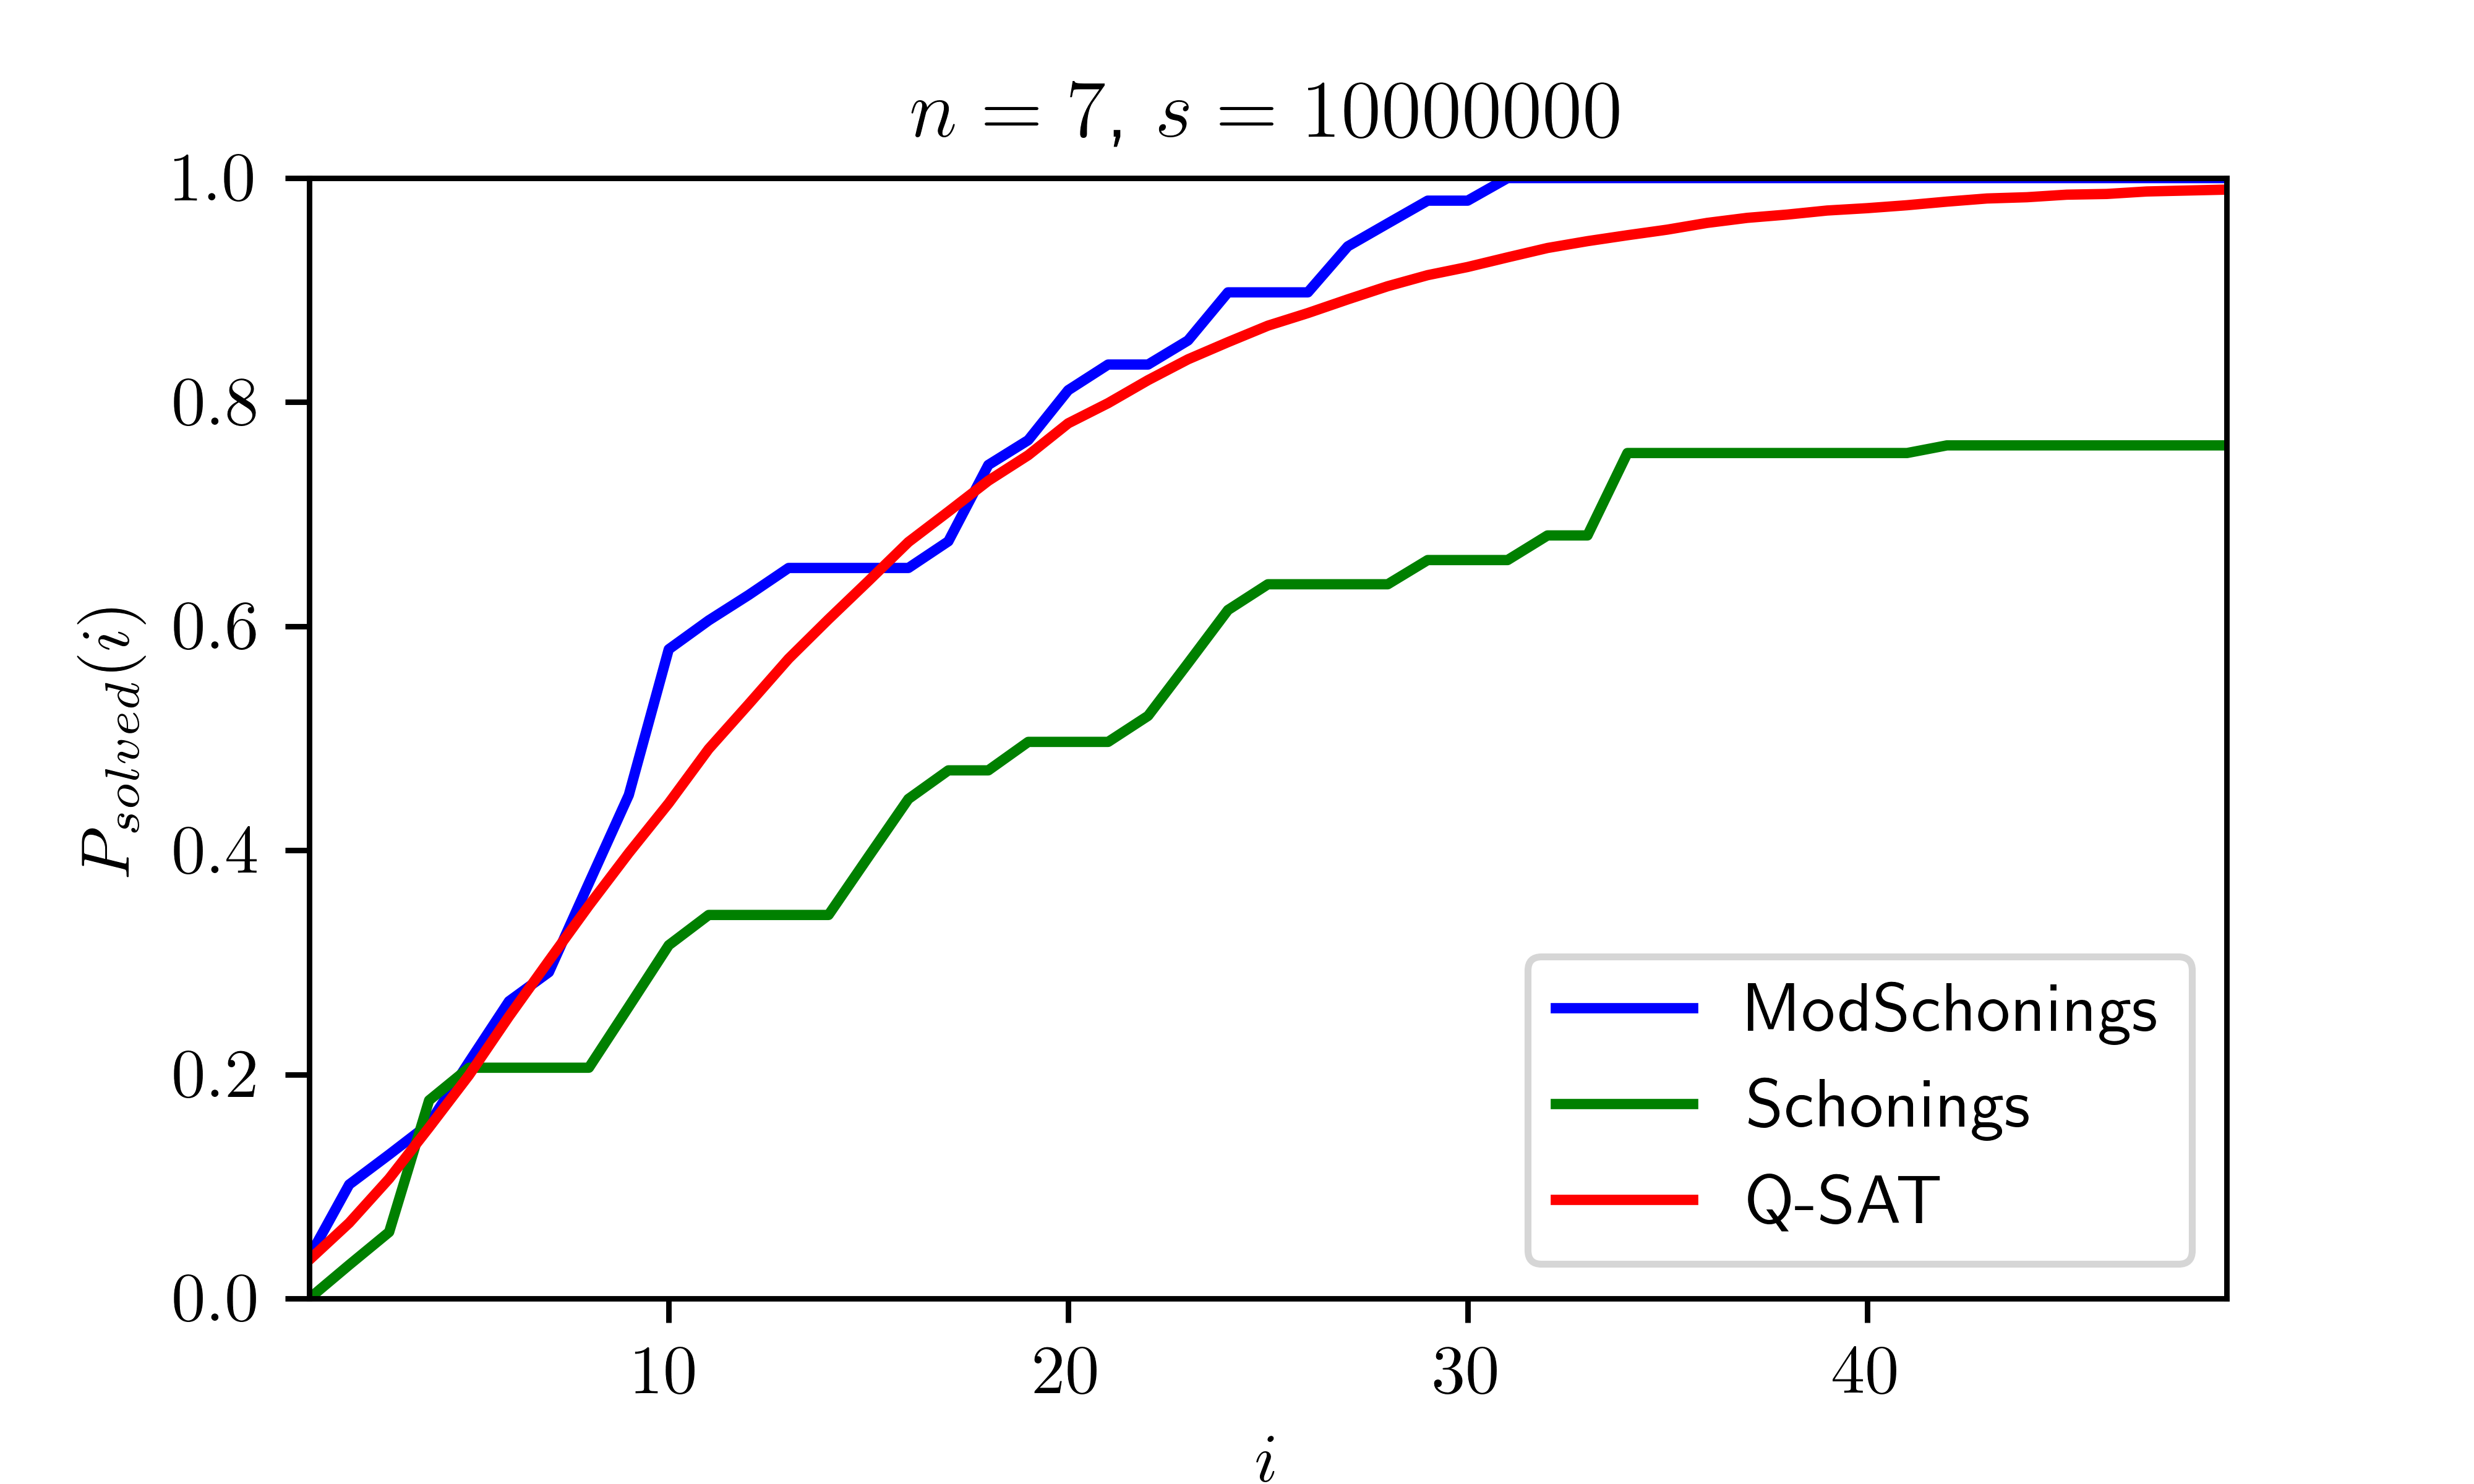 n = 7, s = 10000000
1.0
0.8
0.6
0.4
0.2
0.0
P_solved(i)
10 20 30 40
i
ModSchonings
Schonings
Q-SAT